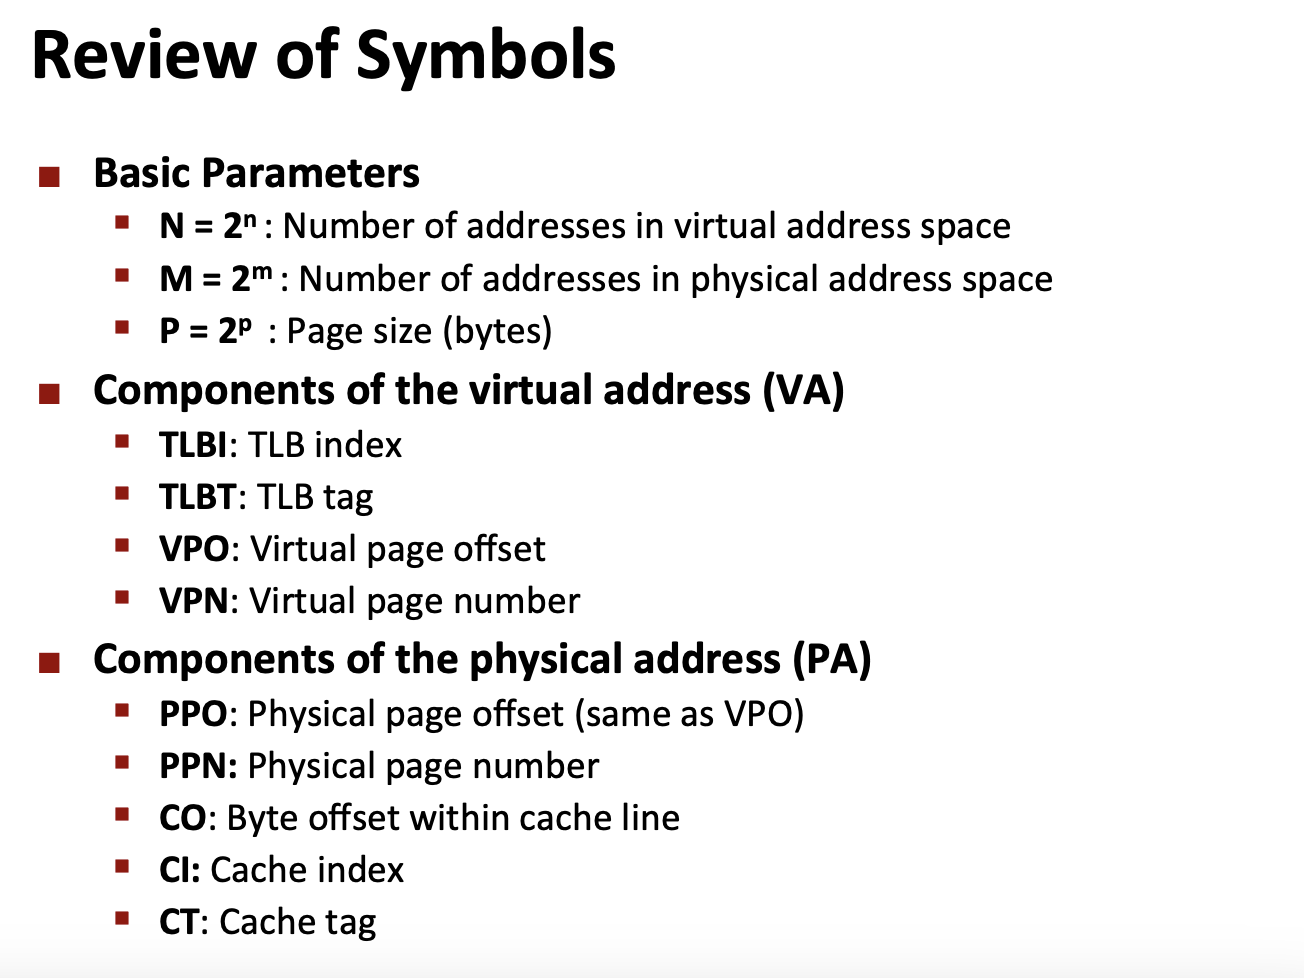 Review of Symbols
■ Basic Parameters
▪ N = 2ⁿ : Number of addresses in virtual address space
▪ M = 2ᵐ : Number of addresses in physical address space
▪ P = 2ᵖ : Page size (bytes)
■ Components of the virtual address (VA)
▪ TLBI: TLB index
▪ TLBT: TLB tag
▪ VPO: Virtual page offset
▪ VPN: Virtual page number
■ Components of the physical address (PA)
▪ PPO: Physical page offset (same as VPO)
▪ PPN: Physical page number
▪ CO: Byte offset within cache line
▪ CI: Cache index
▪ CT: Cache tag